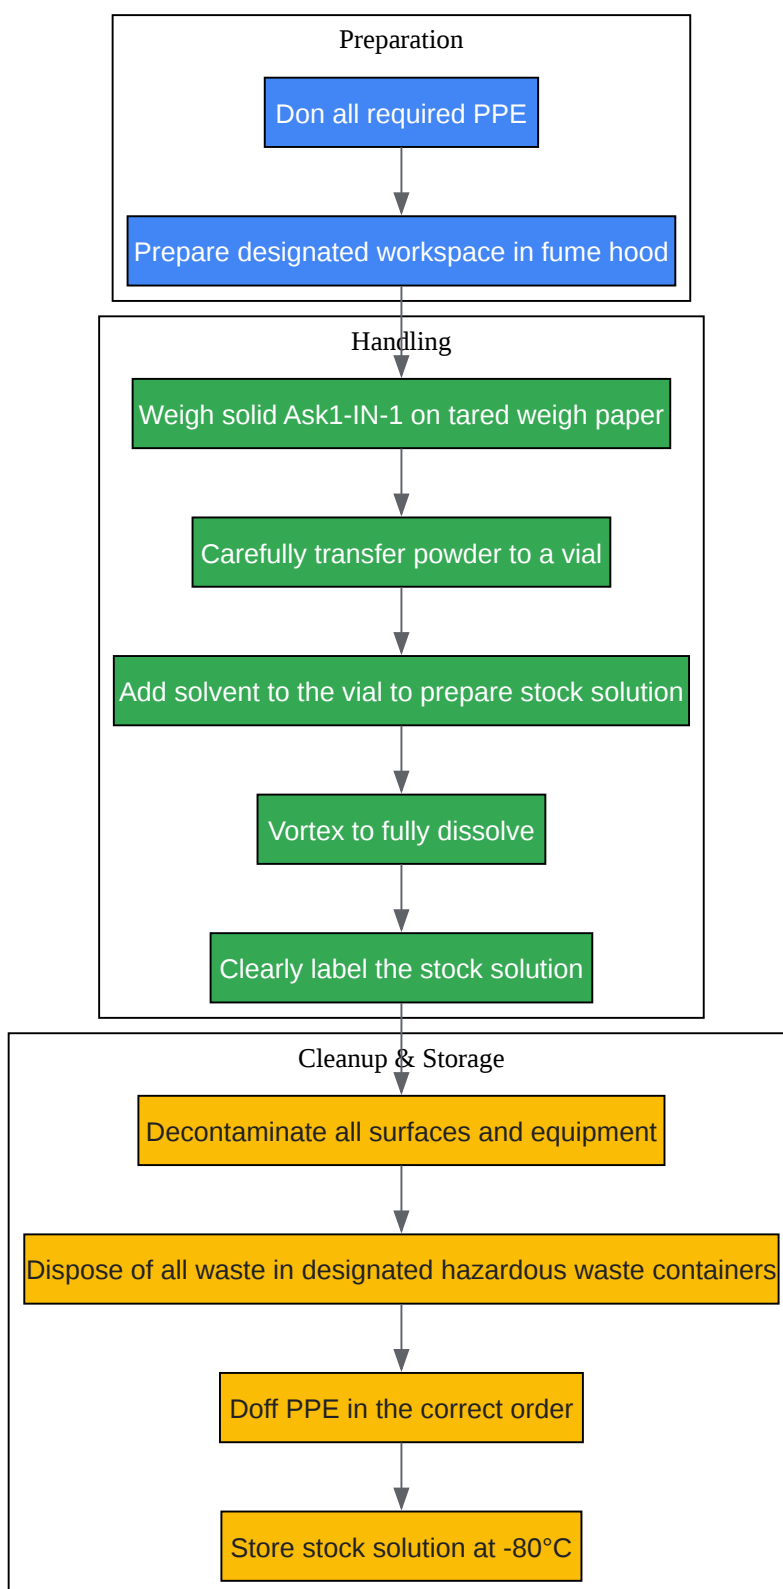 Preparation
Don all required PPE
Prepare designated workspace in fume hood
Handling
Weigh solid Ask1-IN-1 on tared weigh paper
Carefully transfer powder to a vial
Add solvent to the vial to prepare stock solution
Vortex to fully dissolve
Clearly label the stock solution
Cleanup & Storage
Decontaminate all surfaces and equipment
Dispose of all waste in designated hazardous waste containers
Doff PPE in the correct order
Store stock solution at -80°C